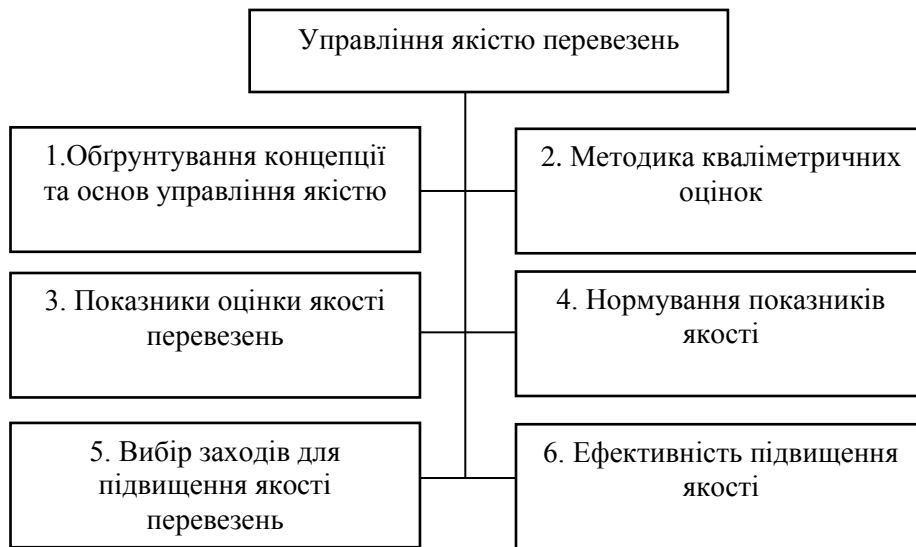 Управління якістю перевезень
1.Обґрунтування концепції
та основ управління якістю
2. Методика кваліметричних
оцінок
3. Показники оцінки якості
перевезень
4. Нормування показників
якості
5. Вибір заходів для
підвищення якості
перевезень
6. Ефективність підвищення
якості